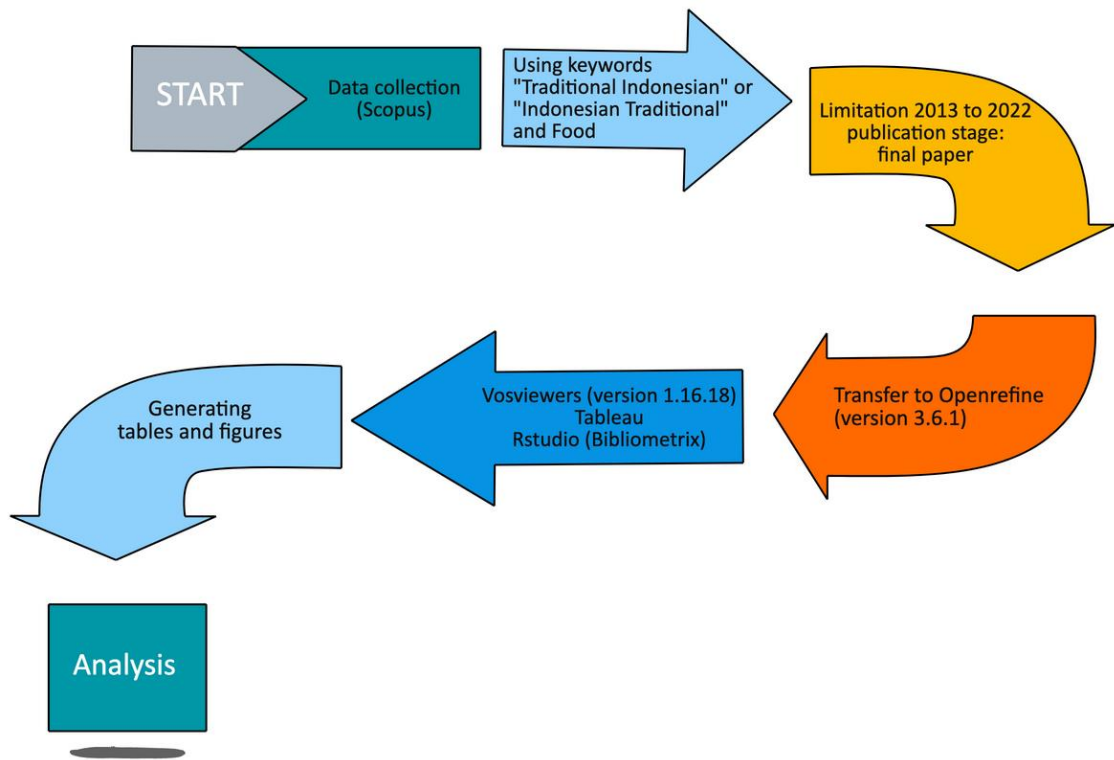 START
Data collection
(Scopus)
Using keywords
"Traditional Indonesian" or
"Indonesian Traditional"
and Food
Limitation 2013 to 2022
publication stage:
final paper
Transfer to Openrefine
(version 3.6.1)
Vosviewers (version 1.16.18)
Tableau
Rstudio (Bibliometrix)
Generating
tables and figures
Analysis